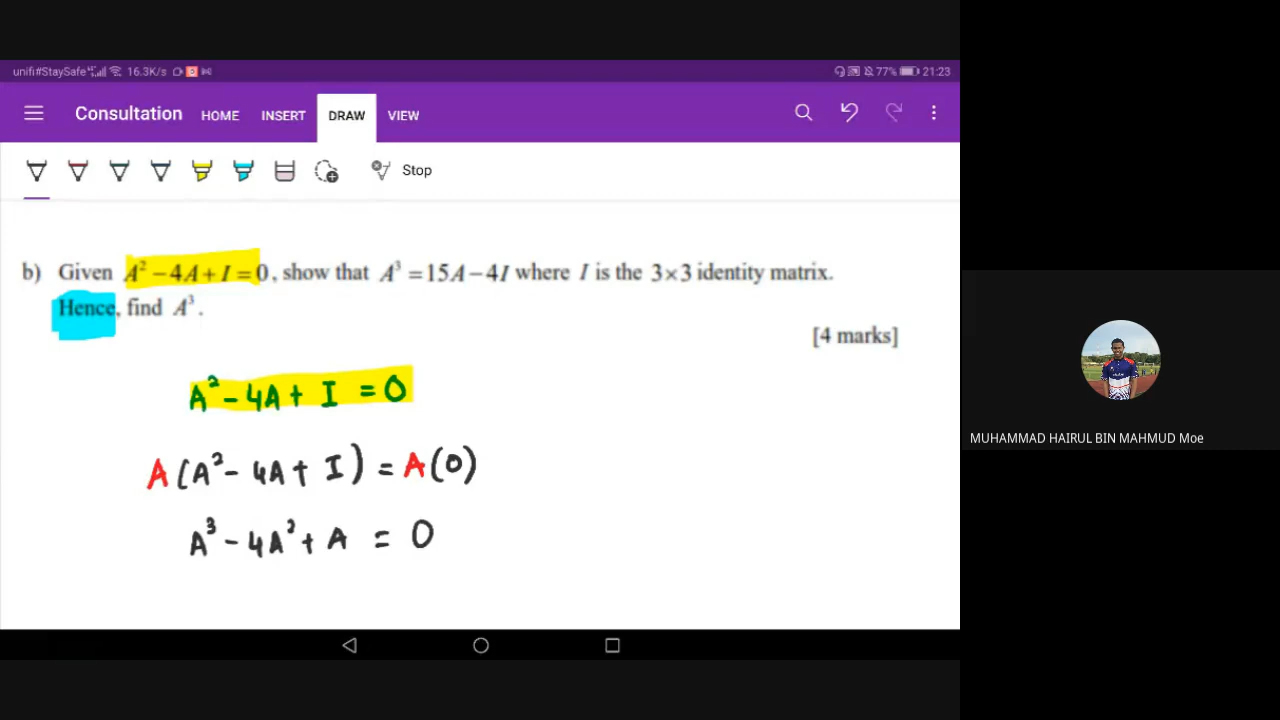 unifi#StaySafe 16.3K/s 77% 21:23
Consultation HOME INSERT DRAW VIEW
Stop
b) Given A² − 4A + I = 0, show that A³ = 15A − 4I where I is the 3×3 identity matrix.
Hence, find A³.
[4 marks]
A² − 4A + I = 0
A(A² − 4A + I) = A(0)
A³ − 4A² + A = 0
MUHAMMAD HAIRUL BIN MAHMUD Moe